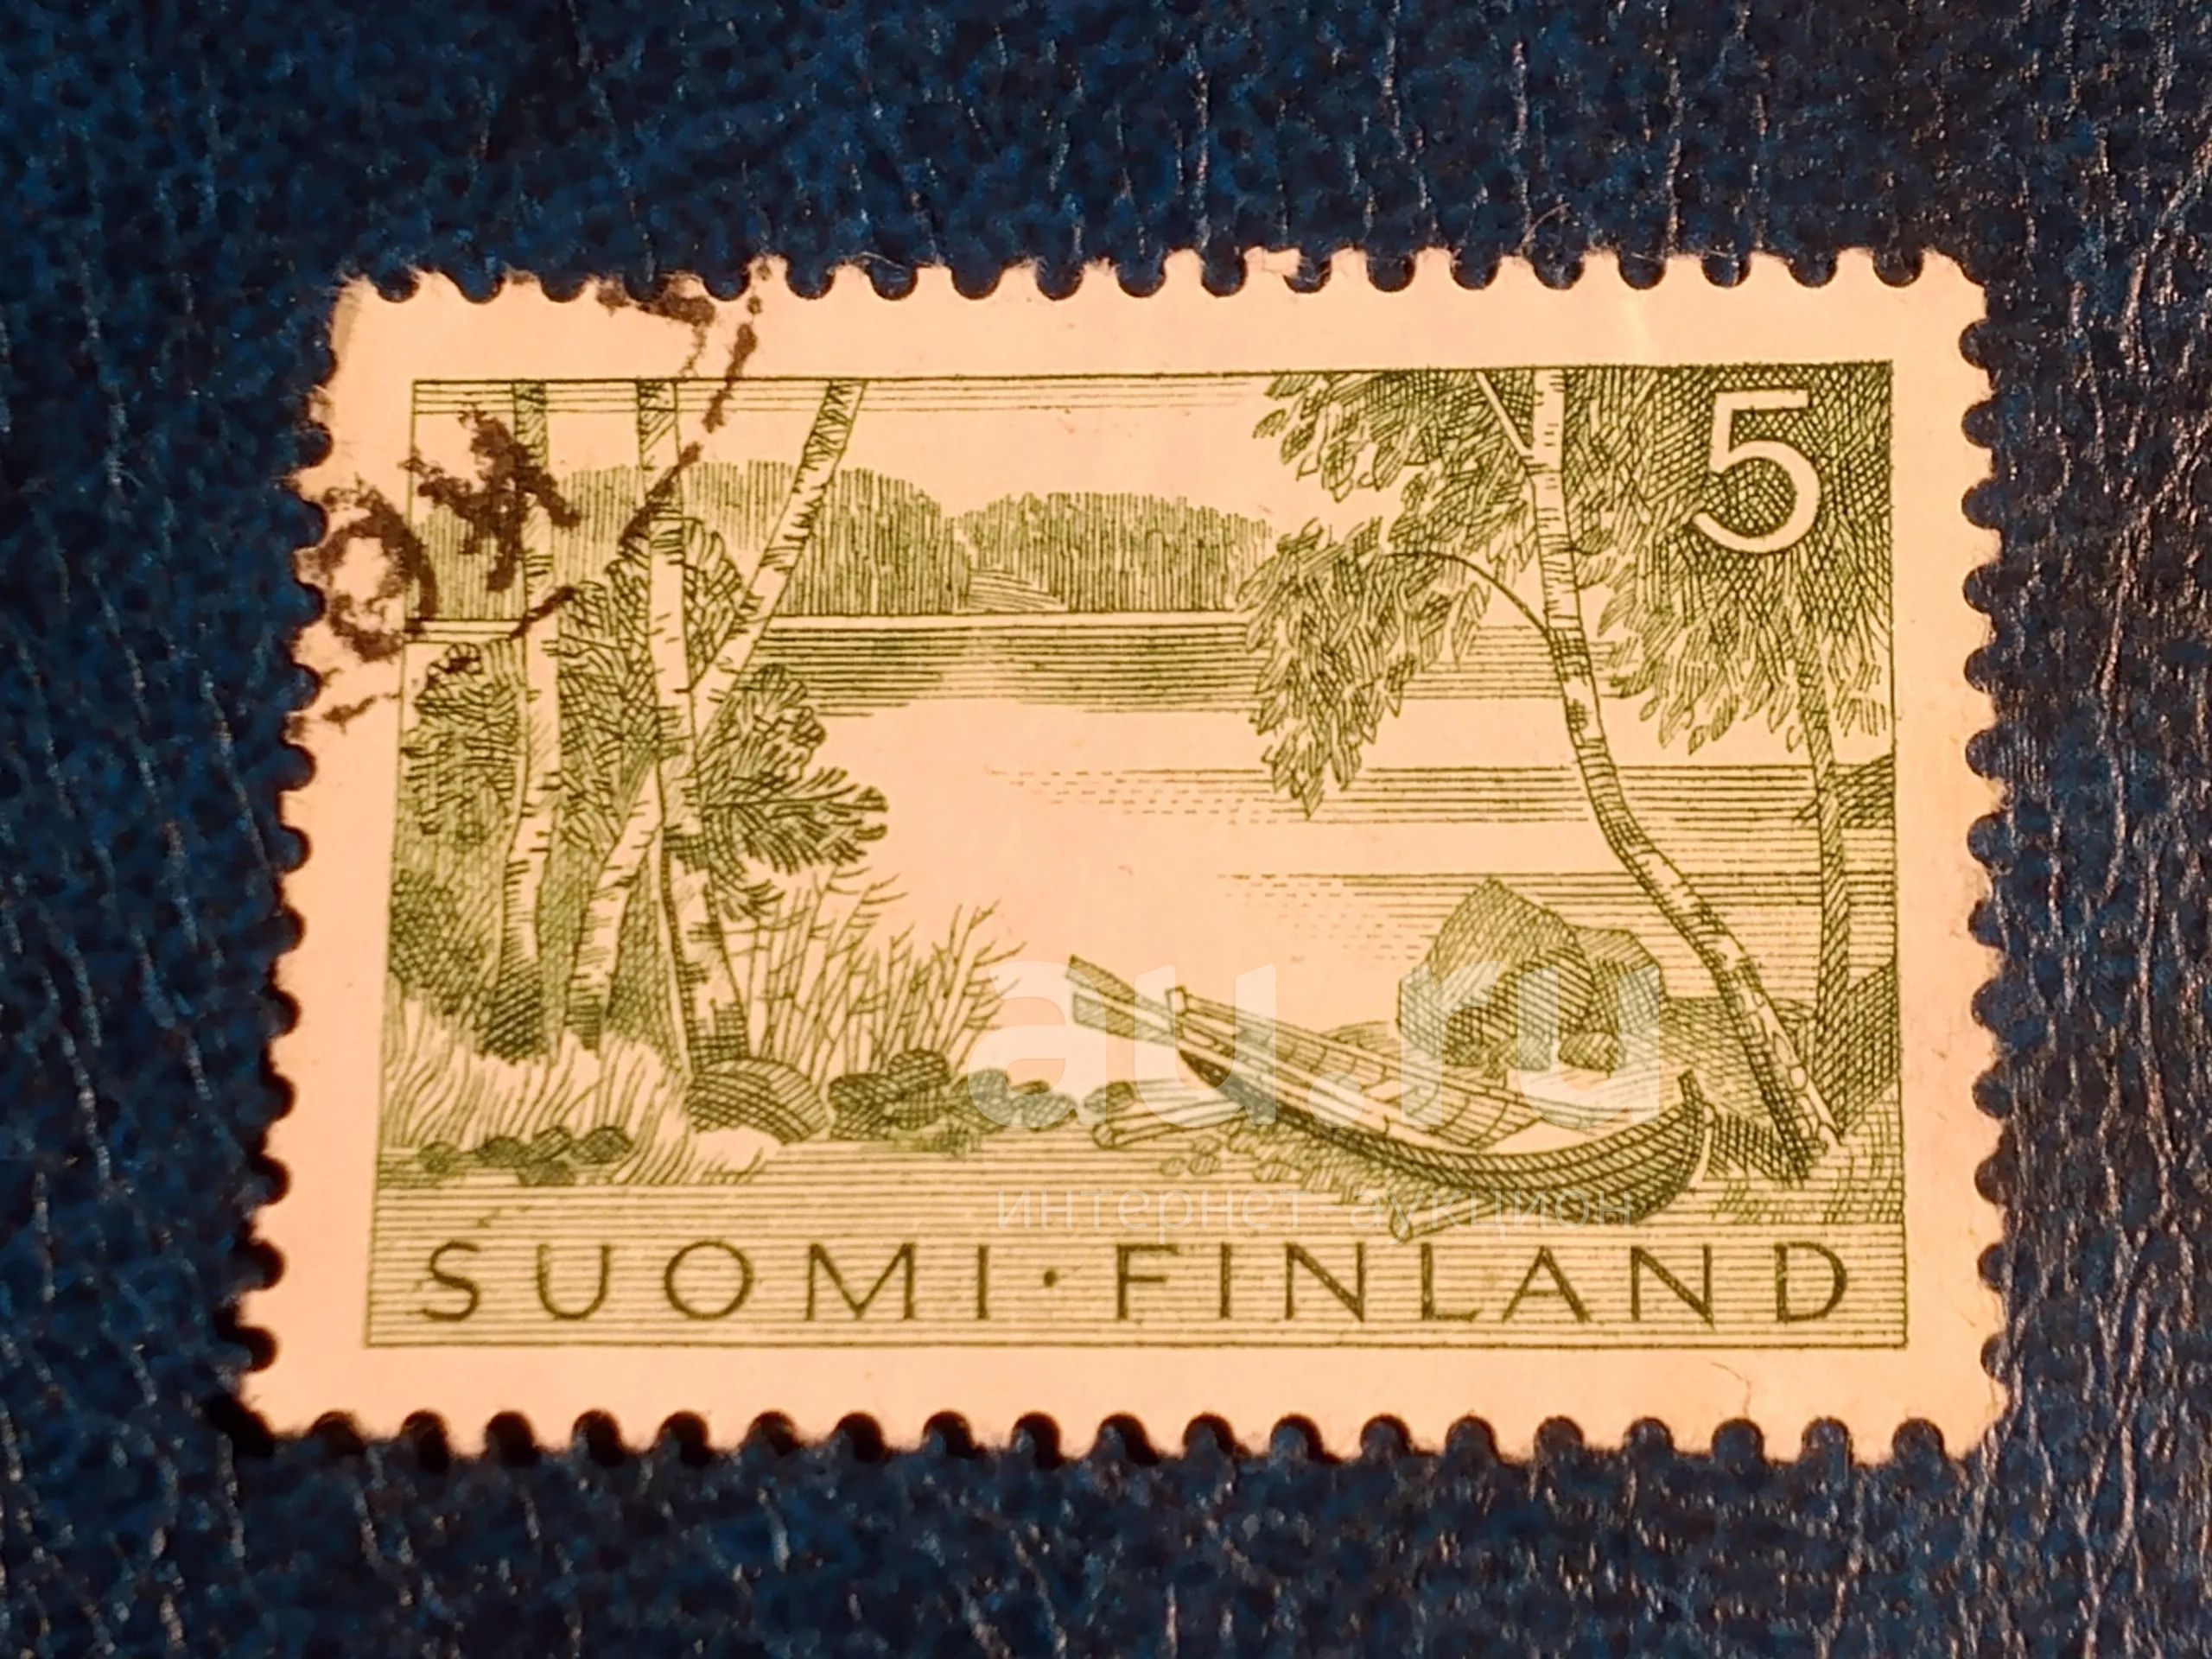 5
au.ru
интернет-аукцион
SUOMI·FINLAND